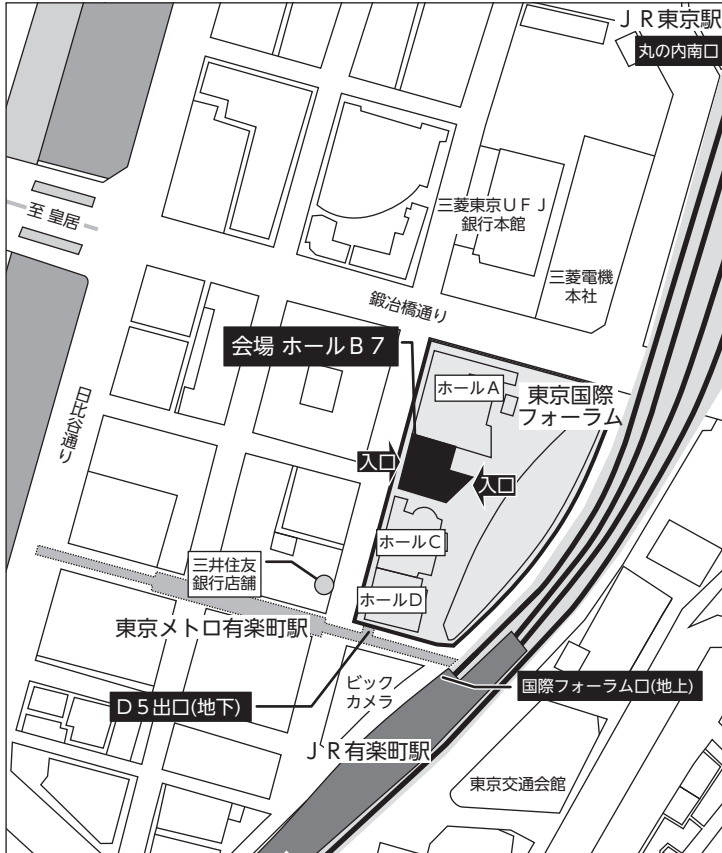 ＪＲ東京駅
丸の内南口
至 皇居
三菱東京ＵＦＪ
銀行本館
三菱電機
本社
鍛冶橋通り
会場 ホールＢ７
ホールＡ
東京国際
フォーラム
日比谷通り
入口
入口
ホールＣ
三井住友
銀行店舗
ホールＤ
東京メトロ有楽町駅
ビック
カメラ
国際フォーラム口(地上)
Ｄ５出口(地下)
ＪＲ有楽町駅
東京交通会館